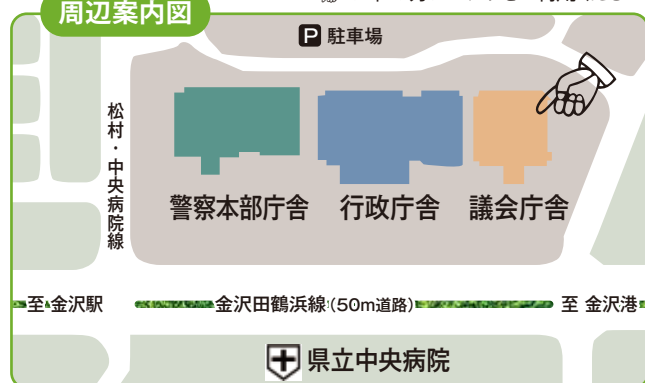 周辺案内図
P 駐車場
松村・中央病院線
警察本部庁舎
行政庁舎
議会庁舎
至 金沢駅
金沢田鶴浜線(50m道路)
至 金沢港
県立中央病院